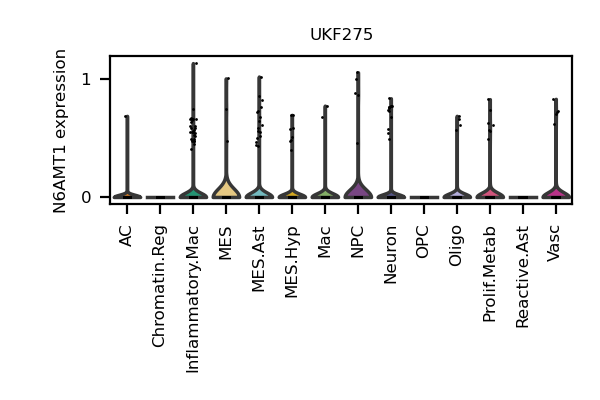 UKF275
N6AMT1 expression
1
0
AC
Chromatin.Reg
Inflammatory.Mac
MES
MES.Ast
MES.Hyp
Mac
NPC
Neuron
OPC
Oligo
Prolif.Metab
Reactive.Ast
Vasc